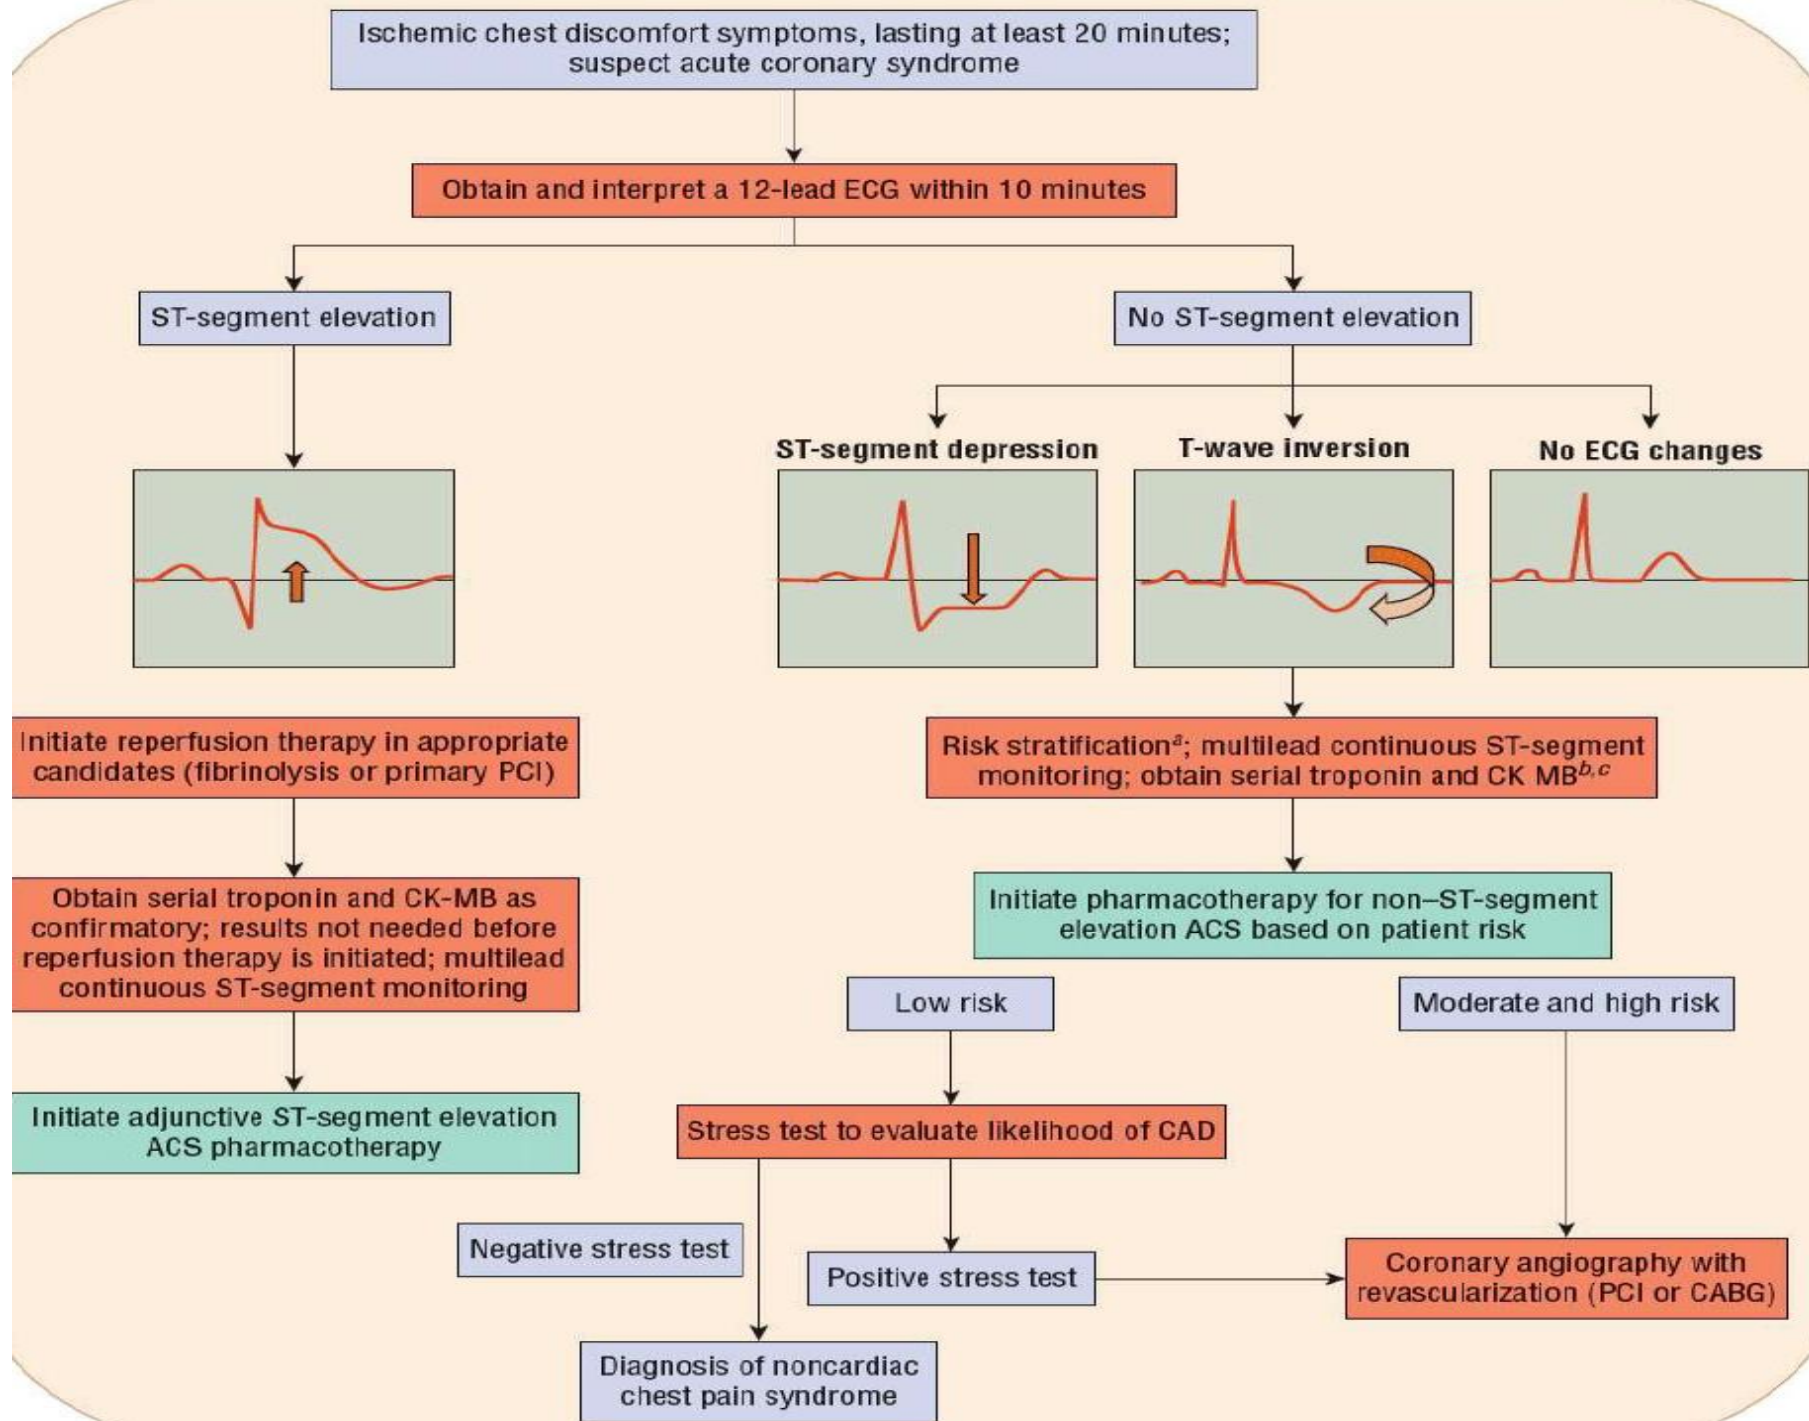 Ischemic chest discomfort symptoms, lasting at least 20 minutes;
suspect acute coronary syndrome
Obtain and interpret a 12-lead ECG within 10 minutes
ST-segment elevation
No ST-segment elevation
ST-segment depression
T-wave inversion
No ECG changes
Initiate reperfusion therapy in appropriate
candidates (fibrinolysis or primary PCI)
Risk stratificationᵃ; multilead continuous ST-segment
monitoring; obtain serial troponin and CK MBᵇ,ᶜ
Obtain serial troponin and CK-MB as
confirmatory; results not needed before
reperfusion therapy is initiated; multilead
continuous ST-segment monitoring
Initiate pharmacotherapy for non–ST-segment
elevation ACS based on patient risk
Low risk
Moderate and high risk
Initiate adjunctive ST-segment elevation
ACS pharmacotherapy
Stress test to evaluate likelihood of CAD
Negative stress test
Positive stress test
Coronary angiography with
revascularization (PCI or CABG)
Diagnosis of noncardiac
chest pain syndrome